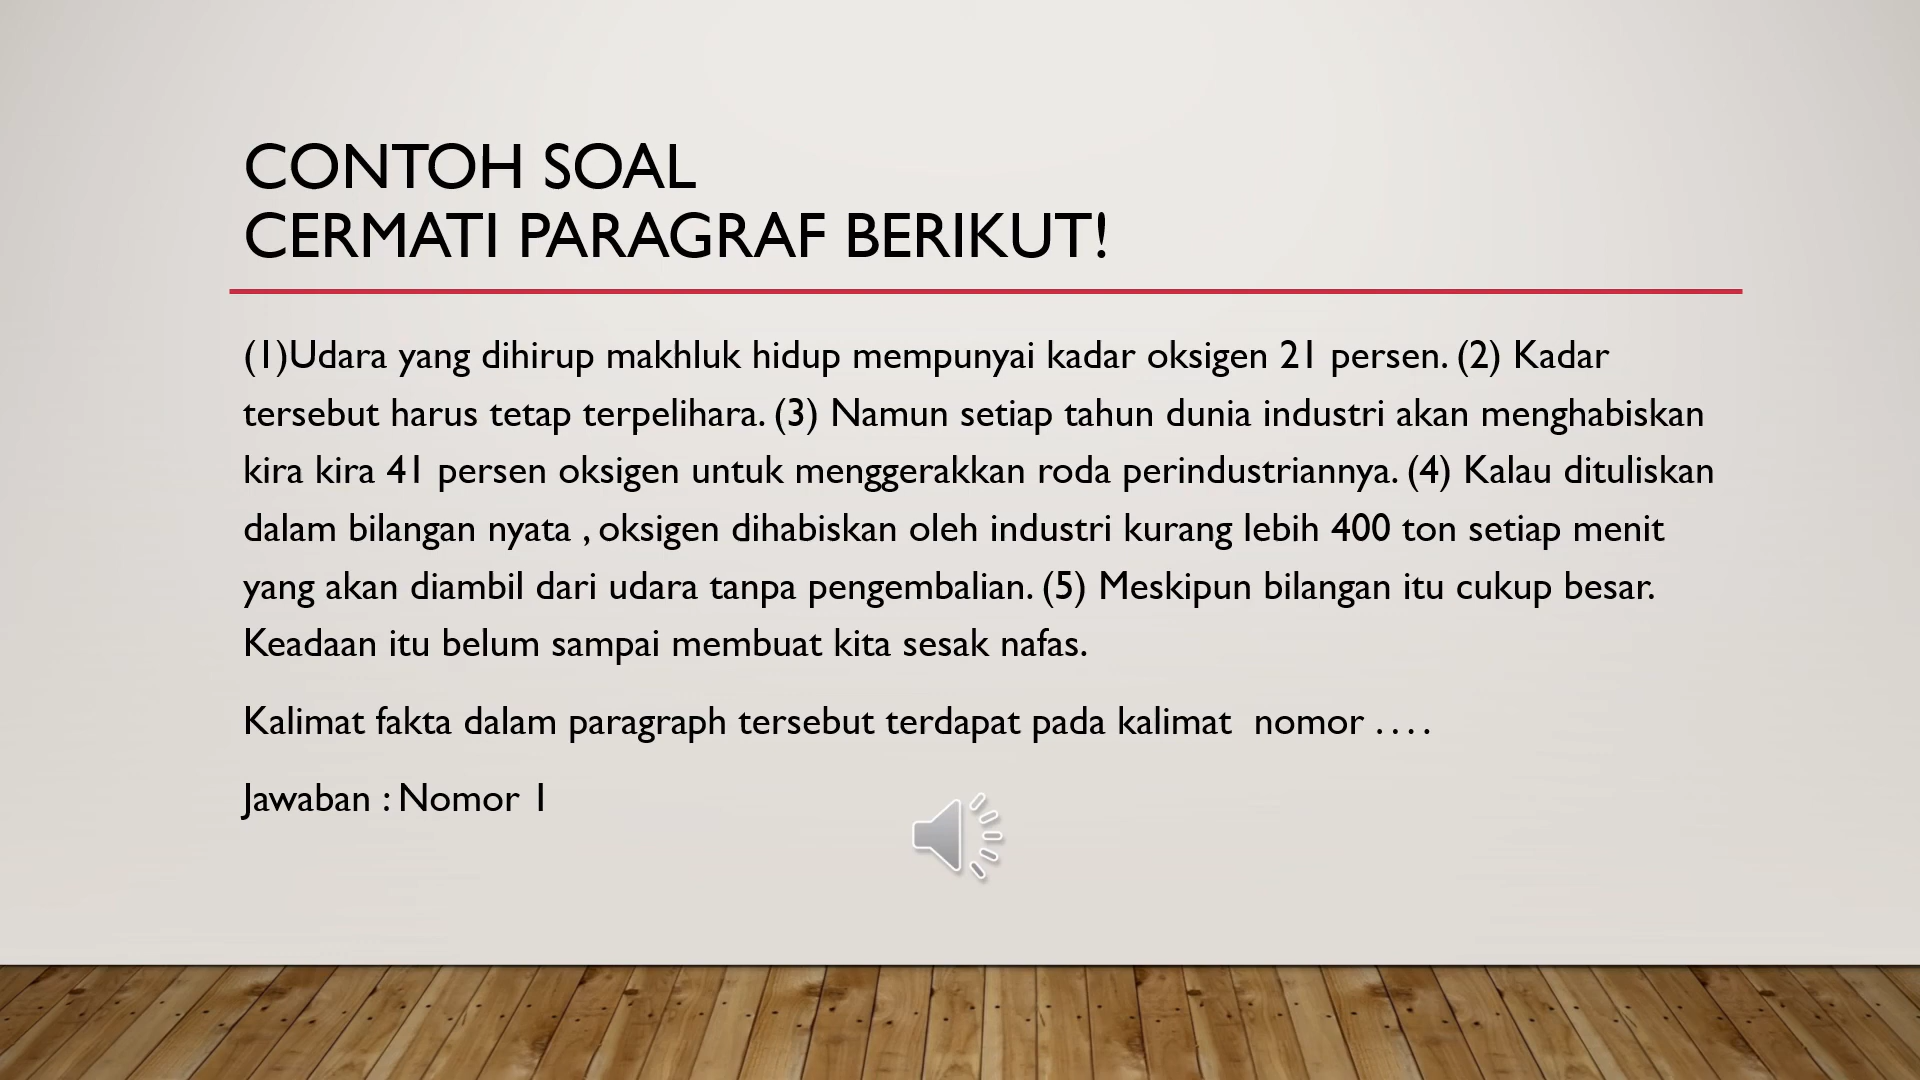 CONTOH SOAL
CERMATI PARAGRAF BERIKUT!
(1)Udara yang dihirup makhluk hidup mempunyai kadar oksigen 21 persen. (2) Kadar
tersebut harus tetap terpelihara. (3) Namun setiap tahun dunia industri akan menghabiskan
kira kira 41 persen oksigen untuk menggerakkan roda perindustriannya. (4) Kalau dituliskan
dalam bilangan nyata , oksigen dihabiskan oleh industri kurang lebih 400 ton setiap menit
yang akan diambil dari udara tanpa pengembalian. (5) Meskipun bilangan itu cukup besar.
Keadaan itu belum sampai membuat kita sesak nafas.
Kalimat fakta dalam paragraph tersebut terdapat pada kalimat  nomor . . . .
Jawaban : Nomor 1